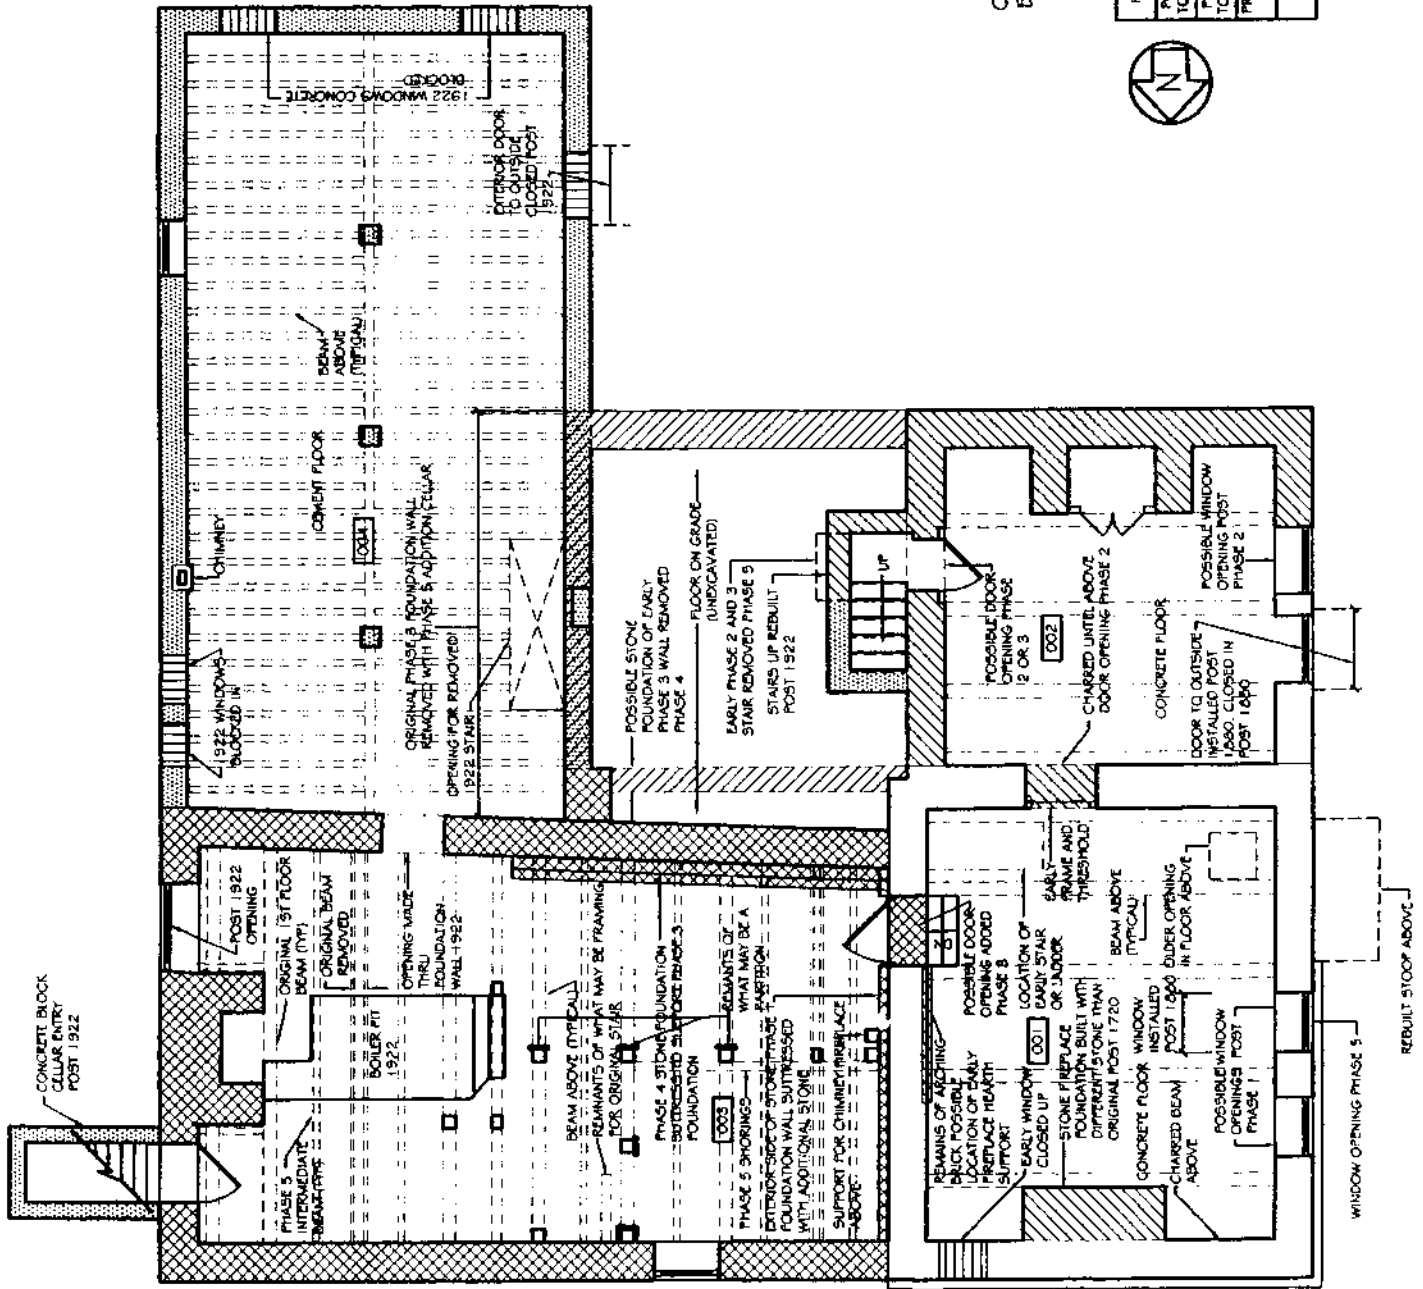 CONCRETE BLOCK
CELLAR ENTRY
POST 1922
POST 1922
OPENING
ORIGINAL 1ST FLOOR
BEAM (TYP)
ORIGINAL BEAM
REMOVED
OPENING MADE
THRU
FOUNDATION
WALL 1922
BOILER PIT
1922
PHASE 5
INTERMEDIATE
BEAM (TYP)
BEAM ABOVE (TYPICAL)
REMNANTS OF WHAT MAY BE FRAMING
FOR ORIGINAL STAIR
PHASE 4 STONE FOUNDATION
BUTTRESSED SUPPORT PHASE 3
FOUNDATION
REMANTS OF
WHAT MAY BE A
PARTITION
003
PHASE 5 SHORINGS
EXTERIOR SIDE OF STONE PHASE 1
FOUNDATION WALL BUTTRESSED
WITH ADDITIONAL STONE
SUPPORT FOR CHIMNEY/FIREPLACE
ABOVE
1922 WINDOWS
BLOCKED IN
CHIMNEY
CEMENT FLOOR
004
BEAM
ABOVE
(TYPICAL)
1922 WINDOWS CONCRETE
BLOCKED
EXTERIOR DOOR
TO OUTSIDE
CLOSED POST
1922
ORIGINAL PHASE 3 FOUNDATION WALL
REMOVED WITH PHASE 5 ADDITION CELLAR
OPENING FOR REMOVED
1922 STAIR
POSSIBLE STONE
FOUNDATION OF EARLY
PHASE 3 WALL REMOVED
PHASE 4
FLOOR ON GRADE
(UNEXCAVATED)
EARLY PHASE 2 AND 3
STAIR REMOVED PHASE 5
STAIRS UP REBUILT
POST 1922
UP
POSSIBLE DOOR
OPENING PHASE
2 OR 3
002
CHARRED LINTEL ABOVE
DOOR OPENING PHASE 2
CONCRETE FLOOR
DOOR TO OUTSIDE
INSTALLED POST
1880, CLOSED IN
POST 1880
POSSIBLE WINDOW
OPENING POST
PHASE 2
EARLY
FRAME AND
THRESHOLD
BEAM ABOVE
(TYPICAL)
OLDER OPENING
IN FLOOR ABOVE
POSSIBLE DOOR
OPENING ADDED
PHASE 3
LOCATION OF
EARLY STAIR
OR LADDER
001
REMAINS OF ARCHING
BRICK POSSIBLE
LOCATION OF EARLY
FIREPLACE HEARTH
SUPPORT
EARLY WINDOW
CLOSED UP
STONE FIREPLACE
FOUNDATION BUILT WITH
DIFFERENT STONE THAN
ORIGINAL POST 1720
CONCRETE FLOOR
WINDOW
INSTALLED
POST 1880
CHARRED BEAM
ABOVE
POSSIBLE WINDOW
OPENINGS POST
PHASE 1
WINDOW OPENING PHASE 5
REBUILT STOOP ABOVE
N